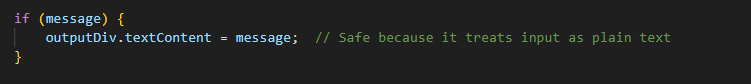 if (message) {
    outputDiv.textContent = message;  // Safe because it treats input as plain text
}